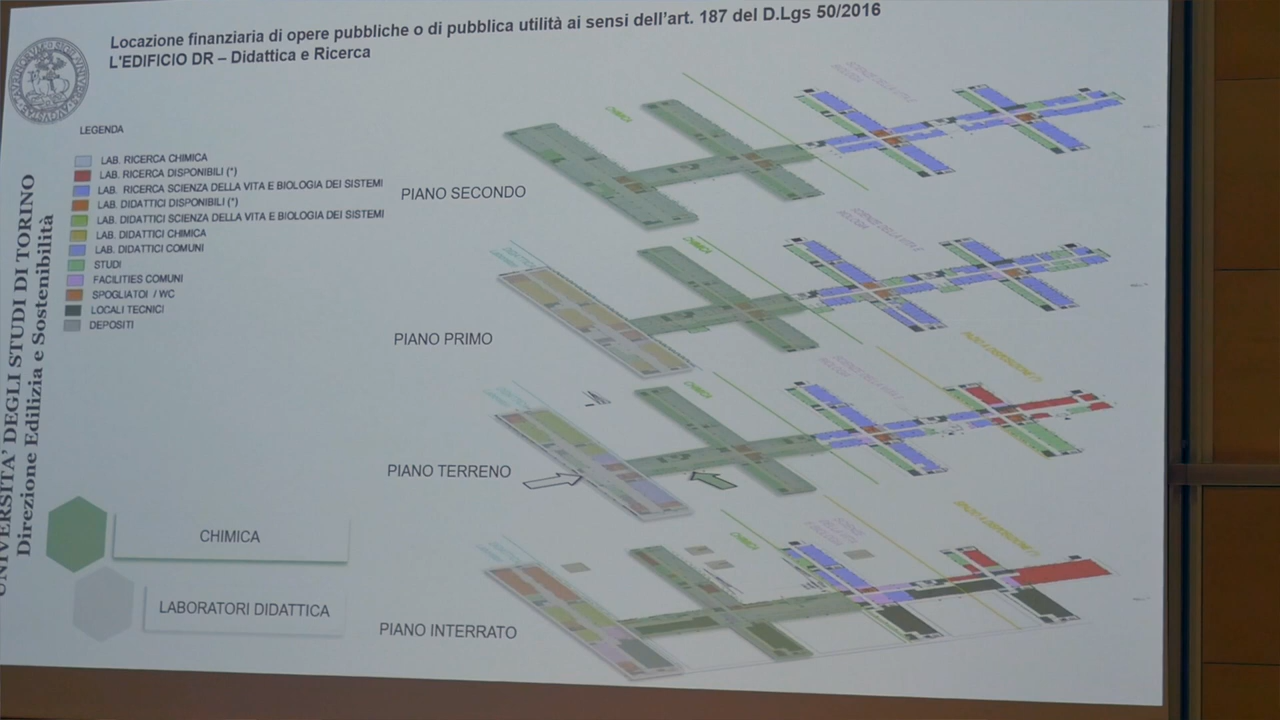 Locazione finanziaria di opere pubbliche o di pubblica utilità ai sensi dell'art. 187 del D.Lgs 50/2016
L'EDIFICIO DR – Didattica e Ricerca
LEGENDA
LAB. RICERCA CHIMICA
LAB. RICERCA DISPONIBILI (*)
LAB. RICERCA SCIENZA DELLA VITA E BIOLOGIA DEI SISTEMI
LAB. DIDATTICI DISPONIBILI (*)
LAB. DIDATTICI SCIENZA DELLA VITA E BIOLOGIA DEI SISTEMI
LAB. DIDATTICI CHIMICA
LAB. DIDATTICI COMUNI
STUDI
FACILITIES COMUNI
SPOGLIATOI / WC
LOCALI TECNICI
DEPOSITI
UNIVERSITA' DEGLI STUDI DI TORINO
Direzione Edilizia e Sostenibilità
PIANO SECONDO
CHIMICA
PIANO PRIMO
CHIMICA
PIANO TERRENO
CHIMICA
PIANO INTERRATO
CHIMICA
CHIMICA
LABORATORI DIDATTICA